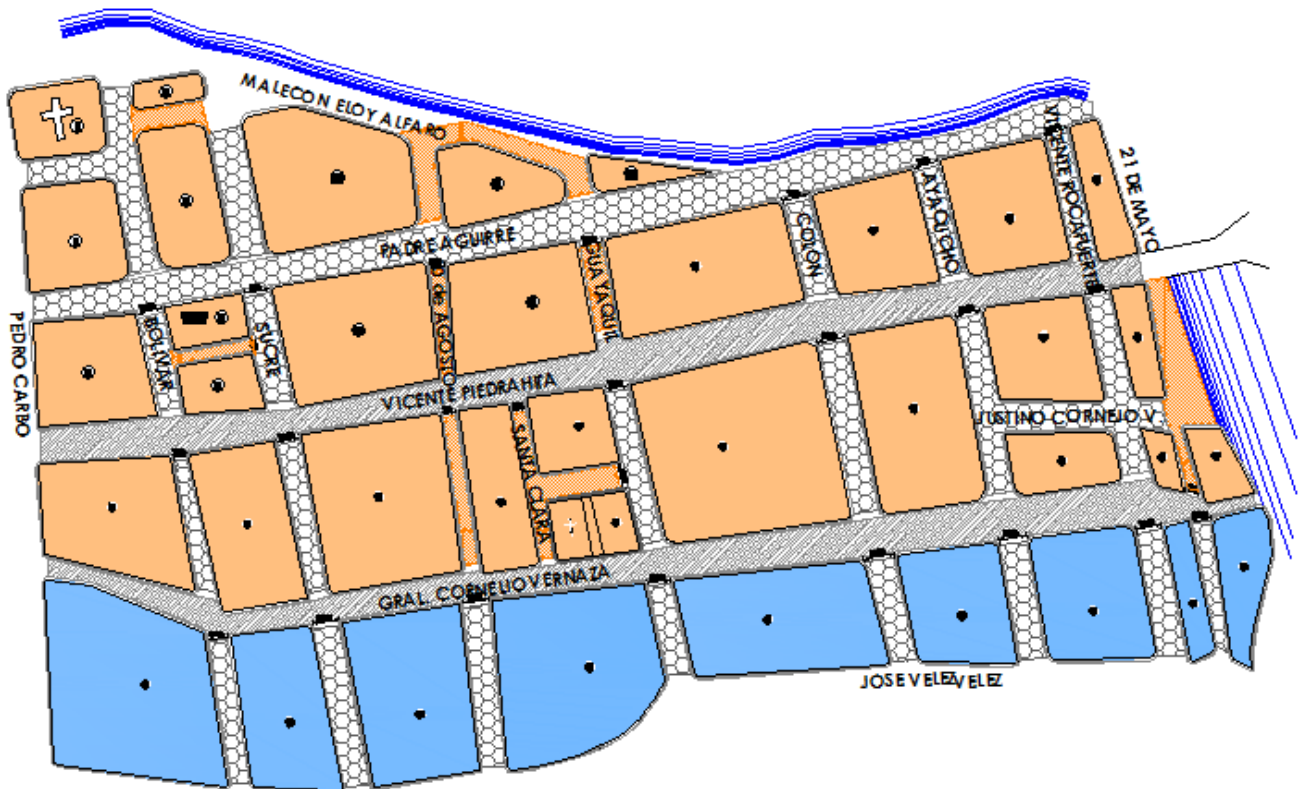 MALECON ELOY ALFARO
VICENTE ROCAFUERTE
21 DE MAYO
PADRE AGUIRRE
COLON
AYACUCHO
GUAYAQUIL
de AGOSTO
PEDRO CARBO
BOLIVAR
SUCRE
VICENTE PIEDRAHITA
SANTA CLARA
JUSTINO CORNEJO V.
GRAL. CORNELIO VERNAZA
JOSE VELEZ VELEZ